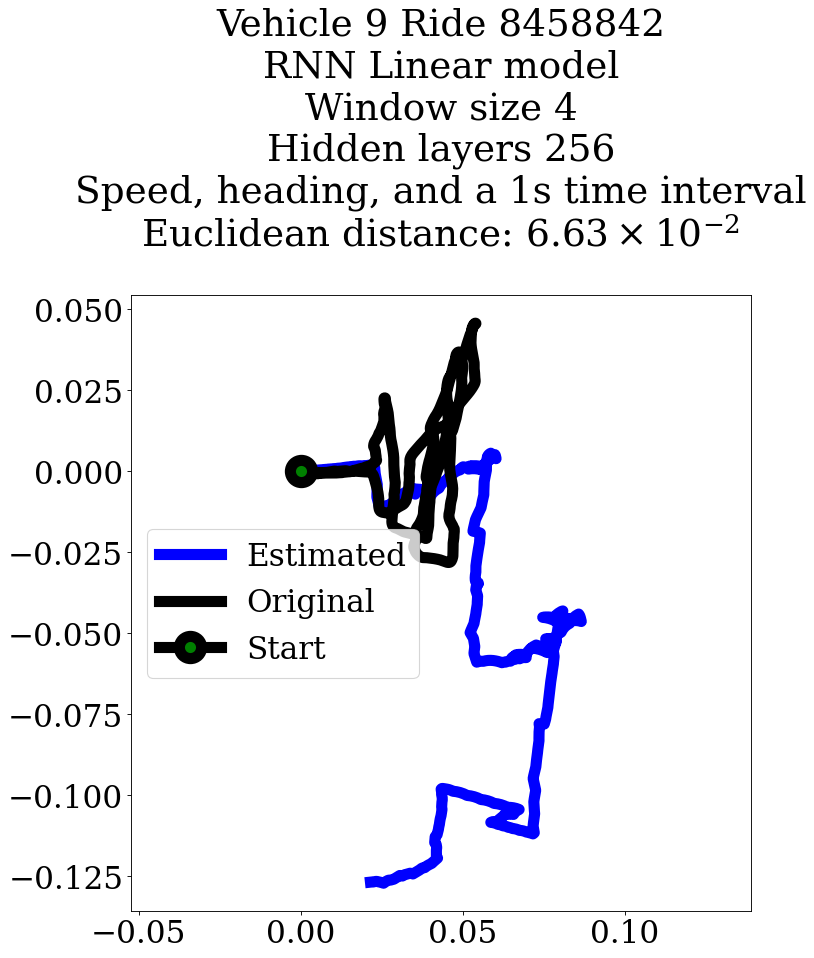 Vehicle 9 Ride 8458842
RNN Linear model
Window size 4
Hidden layers 256
Speed, heading, and a 1s time interval
Euclidean distance: 6.63 × 10⁻²
0.050
0.025
0.000
−0.025
−0.050
−0.075
−0.100
−0.125
Estimated
Original
Start
−0.05
0.00
0.05
0.10